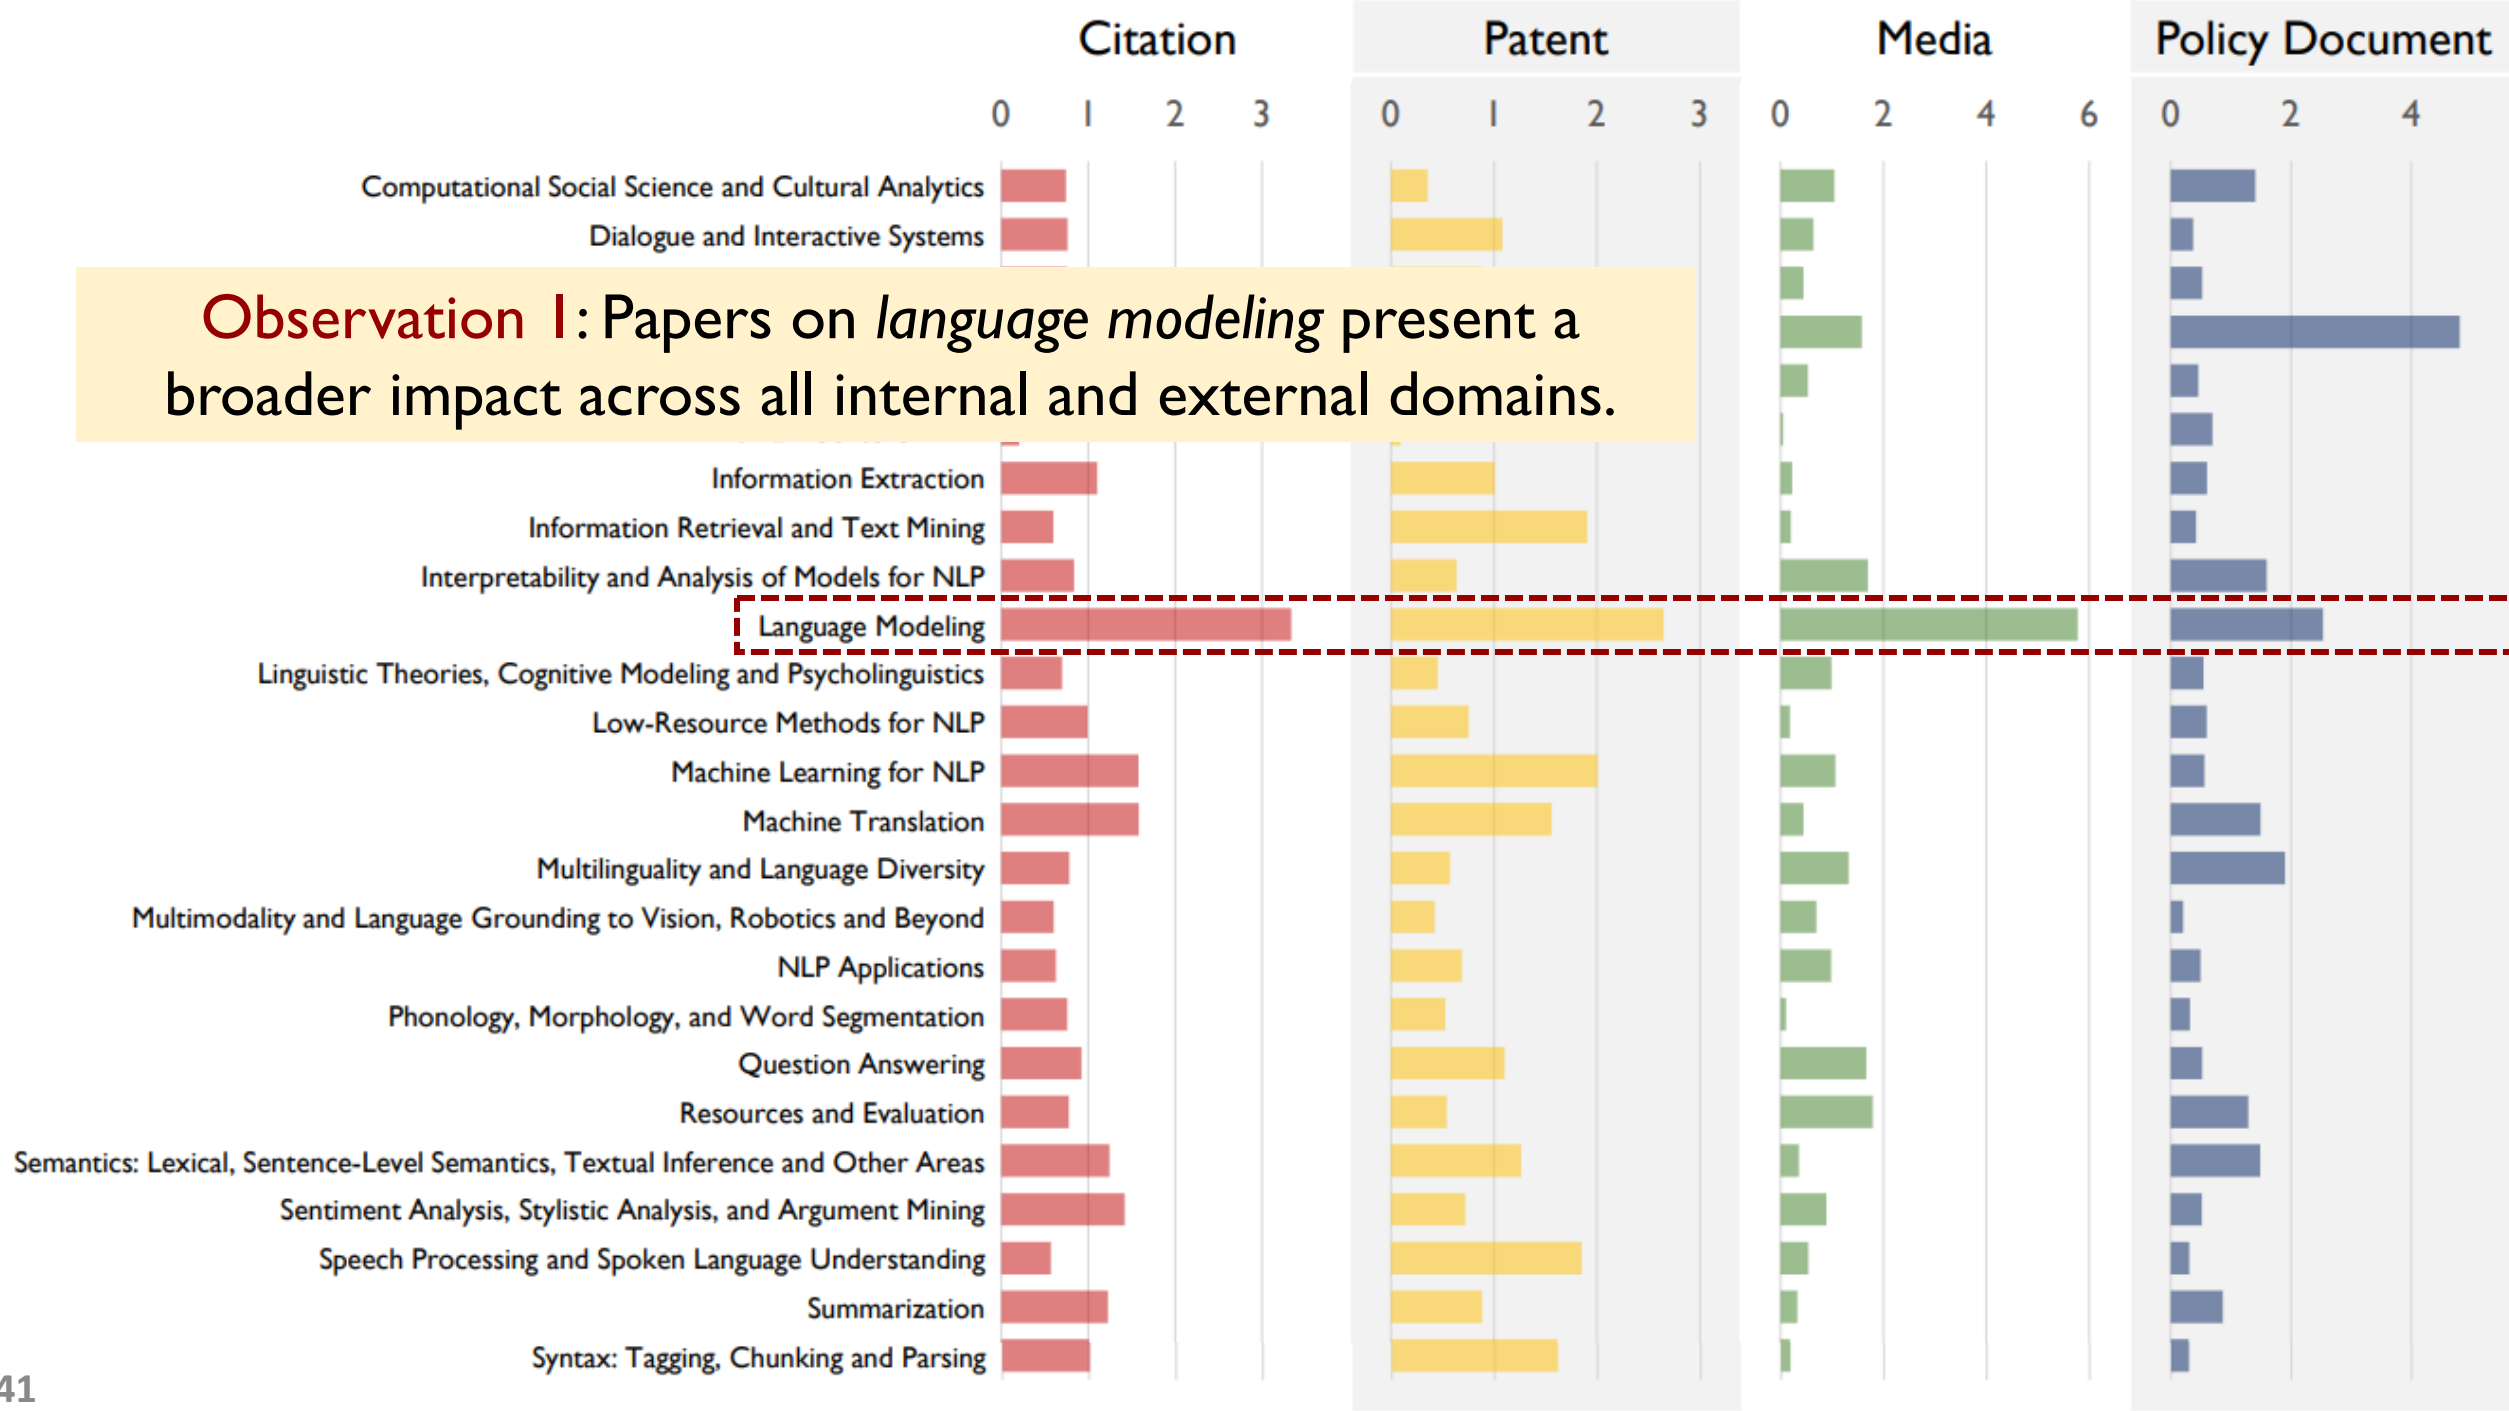 Citation Patent Media Policy Document
0 1 2 3 0 1 2 3 0 2 4 6 0 2 4
Computational Social Science and Cultural Analytics
Dialogue and Interactive Systems
Observation 1: Papers on language modeling present a
broader impact across all internal and external domains.
Information Extraction
Information Retrieval and Text Mining
Interpretability and Analysis of Models for NLP
Language Modeling
Linguistic Theories, Cognitive Modeling and Psycholinguistics
Low-Resource Methods for NLP
Machine Learning for NLP
Machine Translation
Multilinguality and Language Diversity
Multimodality and Language Grounding to Vision, Robotics and Beyond
NLP Applications
Phonology, Morphology, and Word Segmentation
Question Answering
Resources and Evaluation
Semantics: Lexical, Sentence-Level Semantics, Textual Inference and Other Areas
Sentiment Analysis, Stylistic Analysis, and Argument Mining
Speech Processing and Spoken Language Understanding
Summarization
Syntax: Tagging, Chunking and Parsing
41